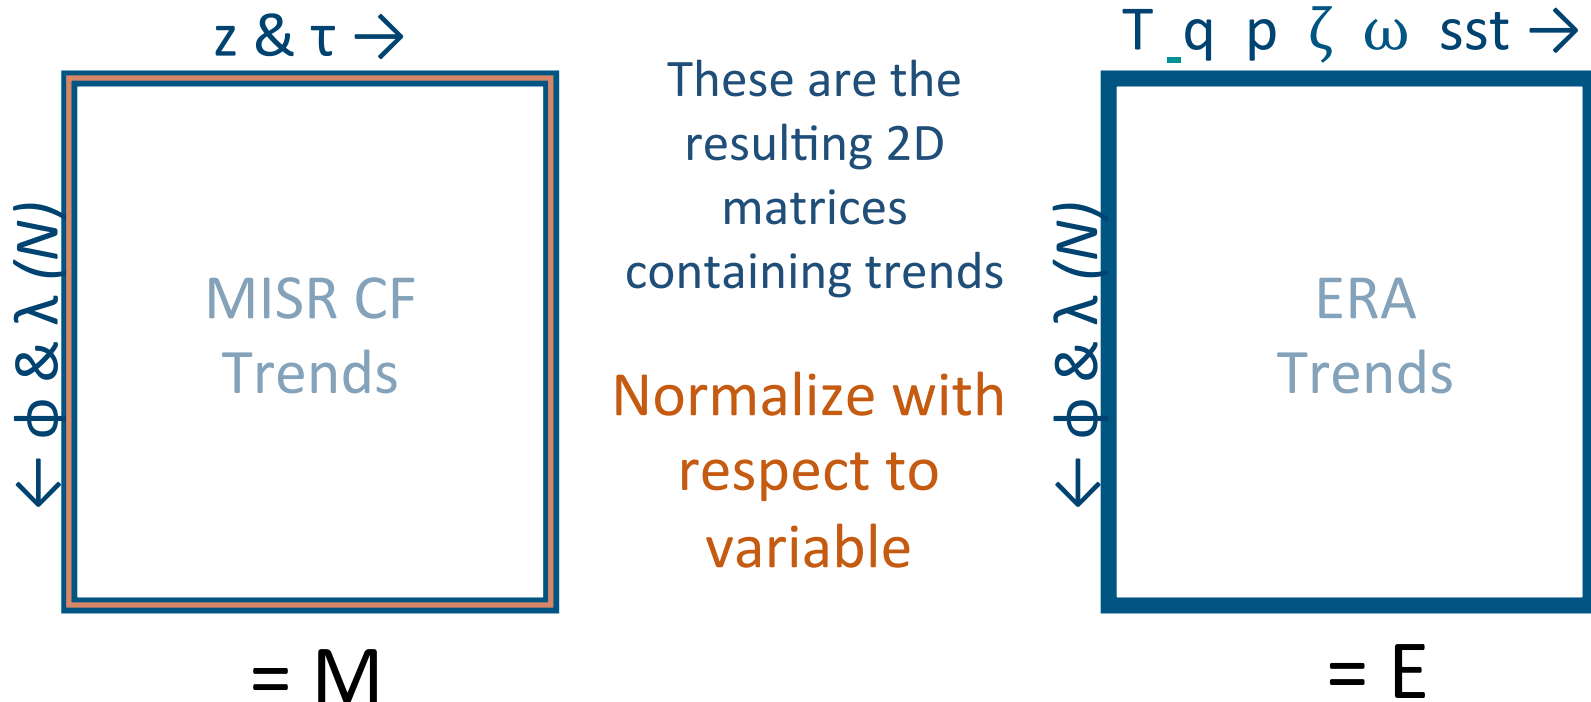 z & τ →
← ϕ & λ (N)
MISR CF
Trends
= M
These are the
resulting 2D
matrices
containing trends
Normalize with
respect to
variable
T q p ζ ω sst →
← ϕ & λ (N)
ERA
Trends
= E